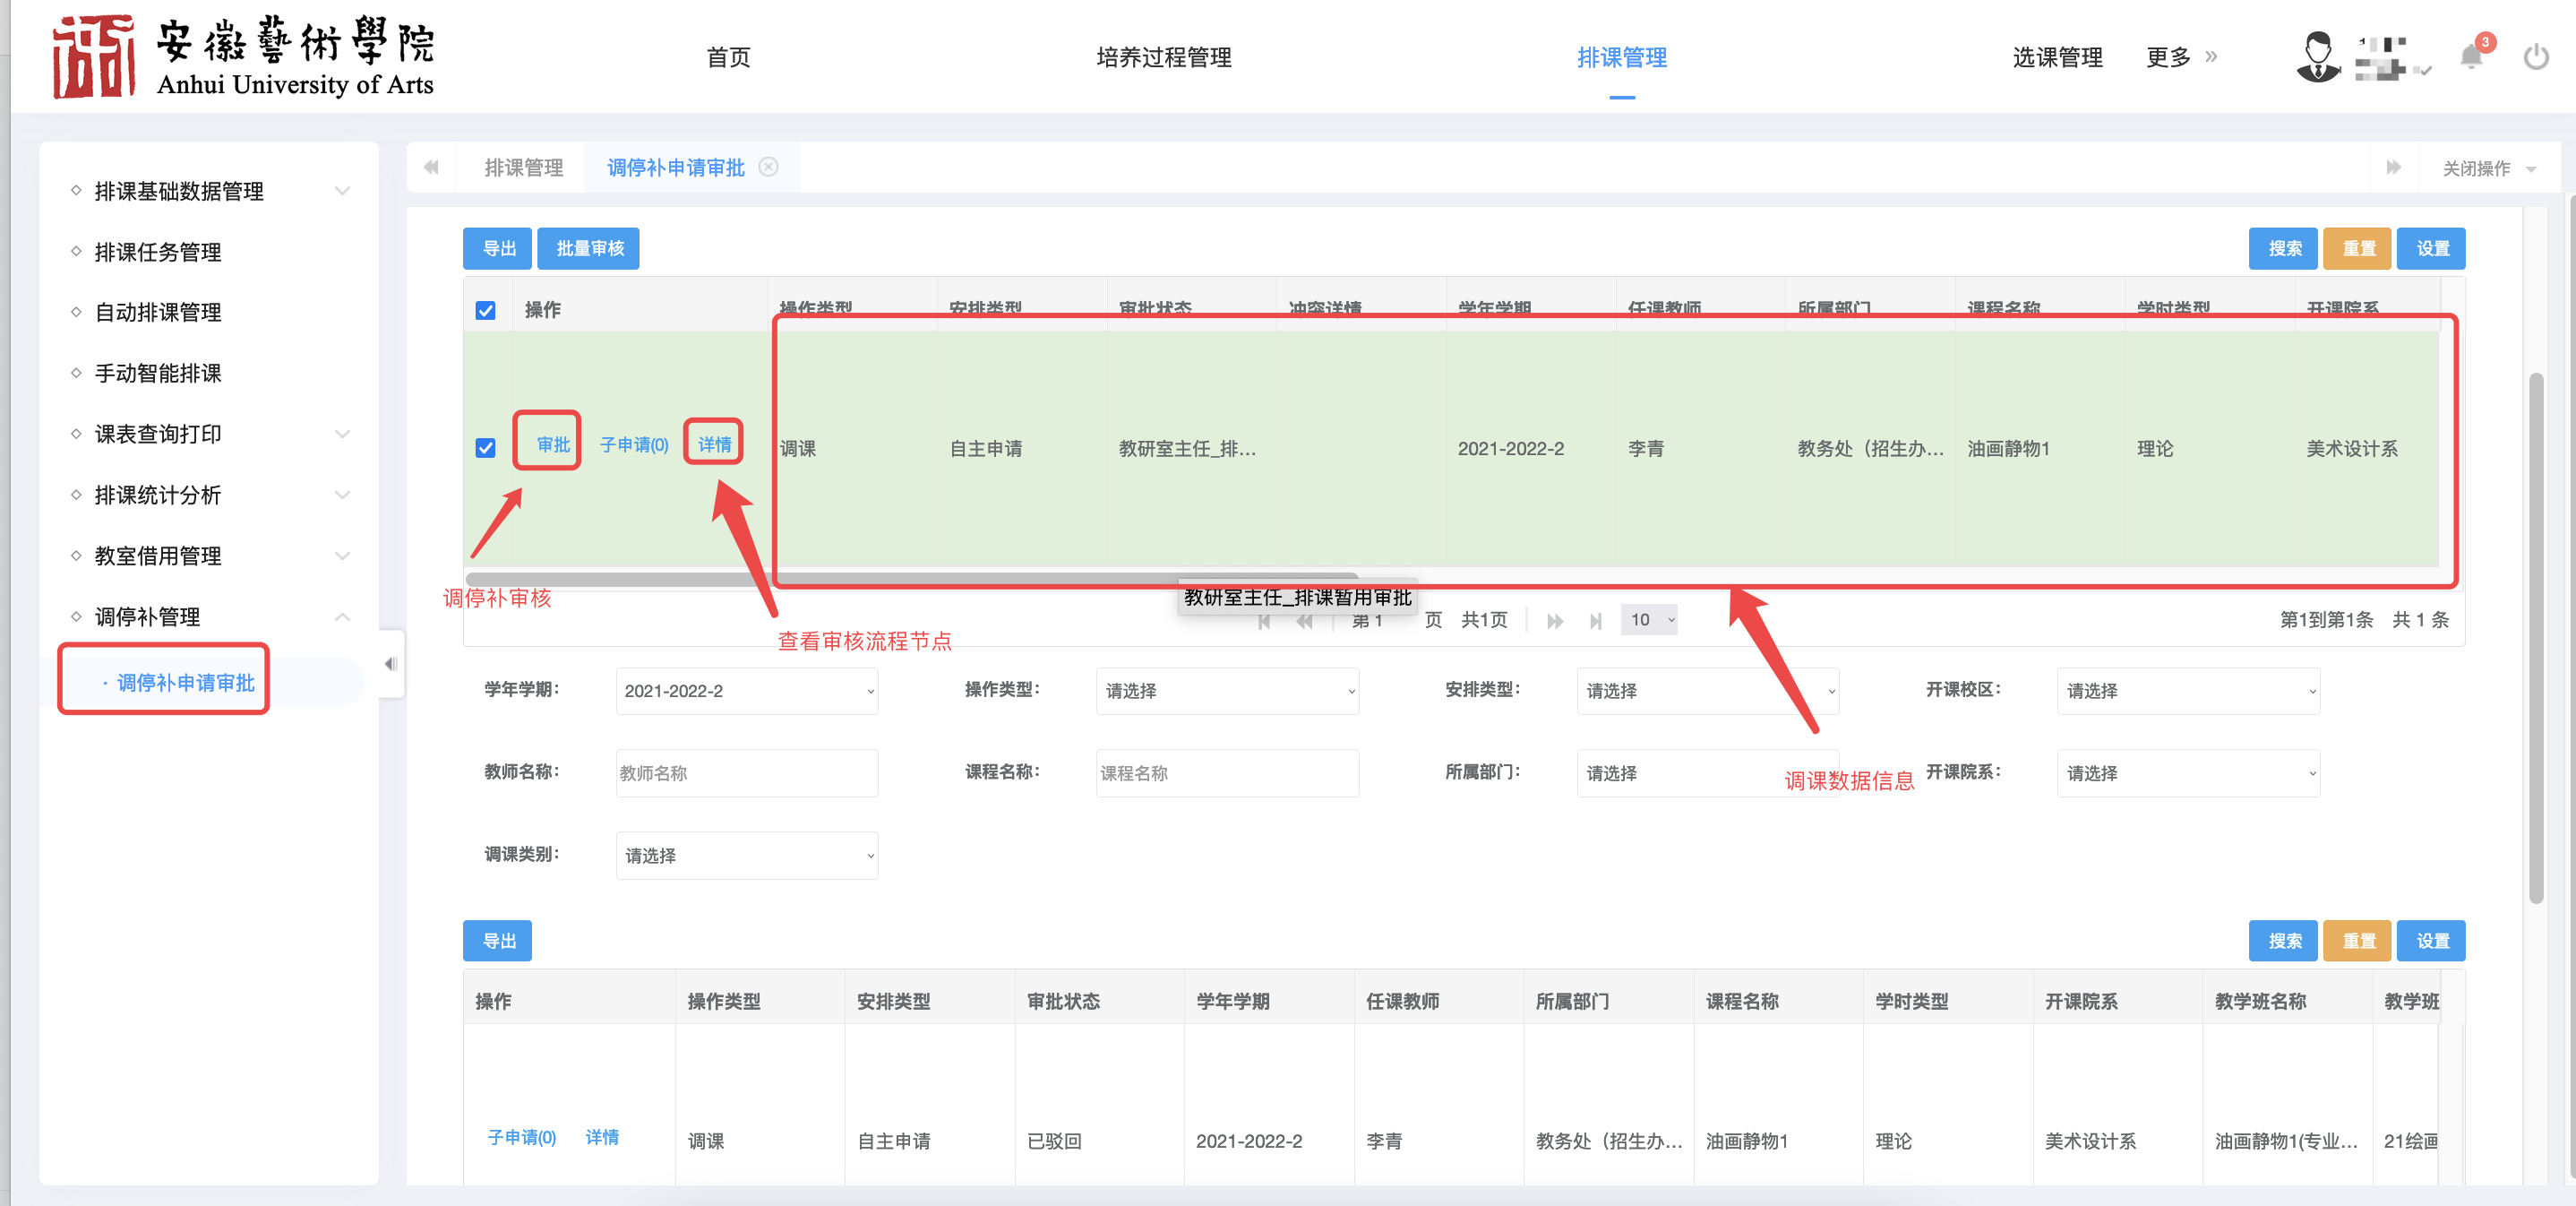 安徽藝術學院
Anhui University of Arts
首页
培养过程管理
排课管理
选课管理
更多
3
排课基础数据管理
排课任务管理
自动排课管理
手动智能排课
课表查询打印
排课统计分析
教室借用管理
调停补管理
调停补申请审批
排课管理
调停补申请审批
关闭操作
导出
批量审核
搜索
重置
设置
操作 操作类型 安排类型 审批状态 冲突详情 学年学期 任课教师 所属部门 课程名称 学时类型 开课院系
审批 子申请(0) 详情 调课 自主申请 教研室主任_排... 2021-2022-2 李青 教务处（招生办... 油画静物1 理论 美术设计系
调停补审核
查看审核流程节点
教研室主任_排课暂用审批
第 1 页 共1页 10 第1到第1条 共 1 条
学年学期: 2021-2022-2 操作类型: 请选择 安排类型: 请选择 开课校区: 请选择
教师名称: 教师名称 课程名称: 课程名称 所属部门: 请选择 开课院系: 请选择
调课数据信息
调课类别: 请选择
导出
搜索
重置
设置
操作 操作类型 安排类型 审批状态 学年学期 任课教师 所属部门 课程名称 学时类型 开课院系 教学班名称 教学班
子申请(0) 详情 调课 自主申请 已驳回 2021-2022-2 李青 教务处（招生办... 油画静物1 理论 美术设计系 油画静物1(专业... 21绘画